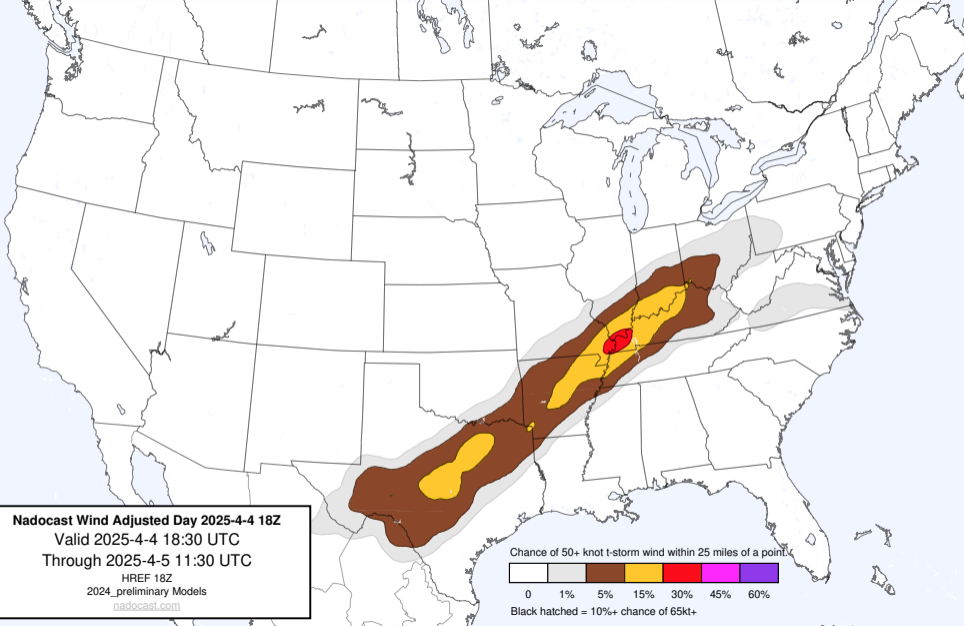 Nadocast Wind Adjusted Day 2025-4-4 18Z
Valid 2025-4-4 18:30 UTC
Through 2025-4-5 11:30 UTC
HREF 18Z
2024_preliminary Models
nadocast.com
Chance of 50+ knot t-storm wind within 25 miles of a point.
0 1% 5% 15% 30% 45% 60%
Black hatched = 10%+ chance of 65kt+